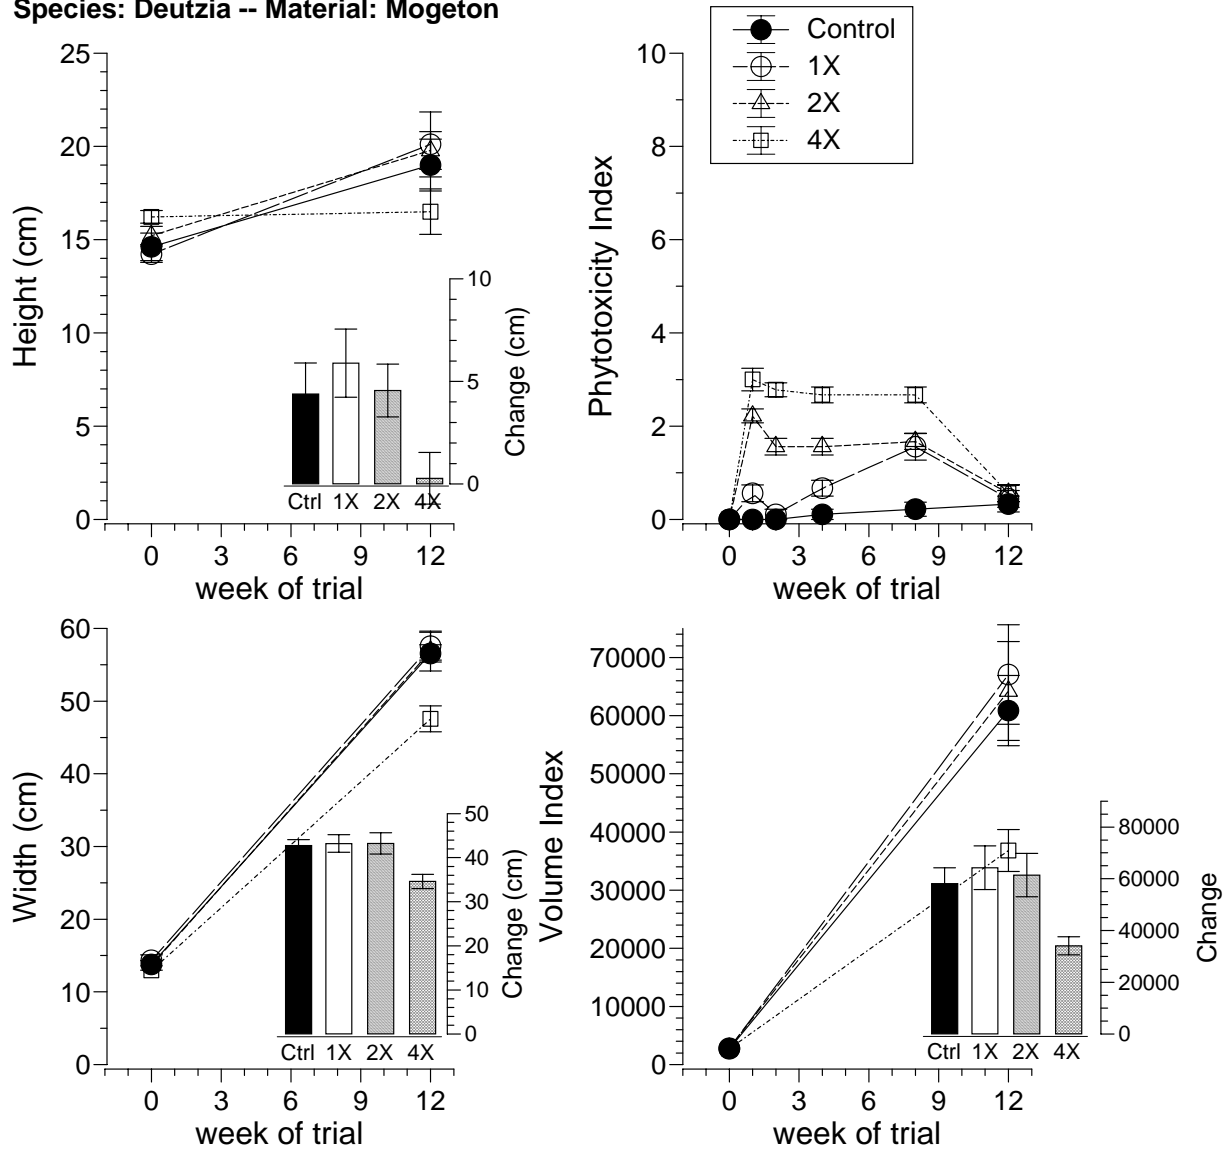 Species: Deutzia -- Material: Mogeton
Control
1X
2X
4X
25
20
15
10
5
0
Height (cm)
0 3 6 9 12
week of trial
10
5
0
Change (cm)
Ctrl 1X 2X 4X
10
8
6
4
2
0
Phytotoxicity Index
0 3 6 9 12
week of trial
60
50
40
30
20
10
0
Width (cm)
0 3 6 9 12
week of trial
50
40
30
20
10
0
Change (cm)
Ctrl 1X 2X 4X
70000
60000
50000
40000
30000
20000
10000
0
Volume Index
0 3 6 9 12
week of trial
80000
60000
40000
20000
0
Change
Ctrl 1X 2X 4X